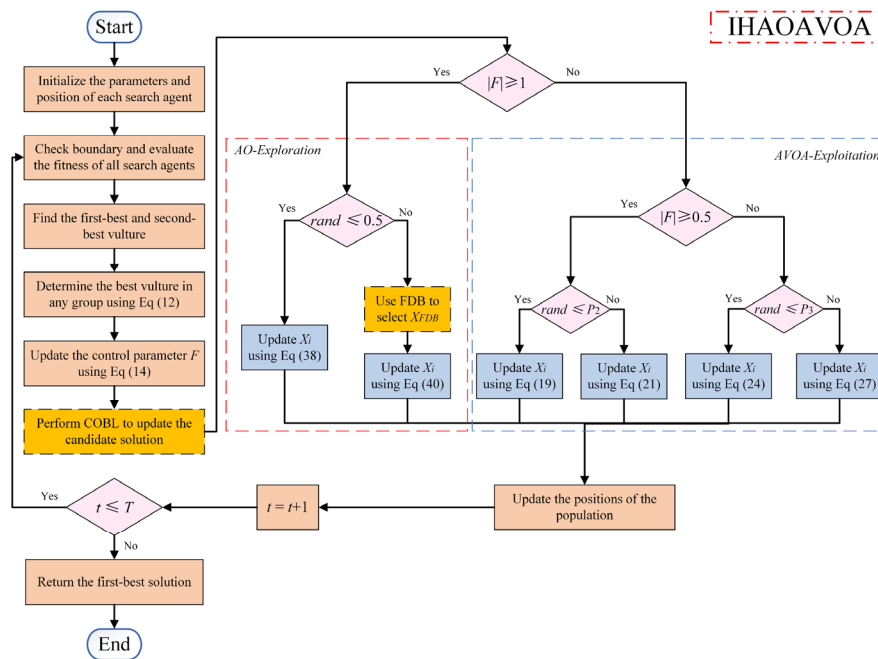 IHAOAVOA
Start
Initialize the parameters and
position of each search agent
Check boundary and evaluate
the fitness of all search agents
Find the first-best and second-
best vulture
Determine the best vulture in
any group using Eq (12)
Update the control parameter F
using Eq (14)
Perform COBL to update the
candidate solution
|F|≥1
Yes
No
AO-Exploration
rand ≤ 0.5
Yes
No
Update Xi
using Eq (38)
Use FDB to
select XFDB
Update Xi
using Eq (40)
AVOA-Exploitation
|F|≥0.5
Yes
No
rand ≤ P2
Yes
No
Update Xi
using Eq (19)
Update Xi
using Eq (21)
rand ≤ P3
Yes
No
Update Xi
using Eq (24)
Update Xi
using Eq (27)
Update the positions of the
population
t = t+1
t ≤ T
Yes
No
Return the first-best solution
End